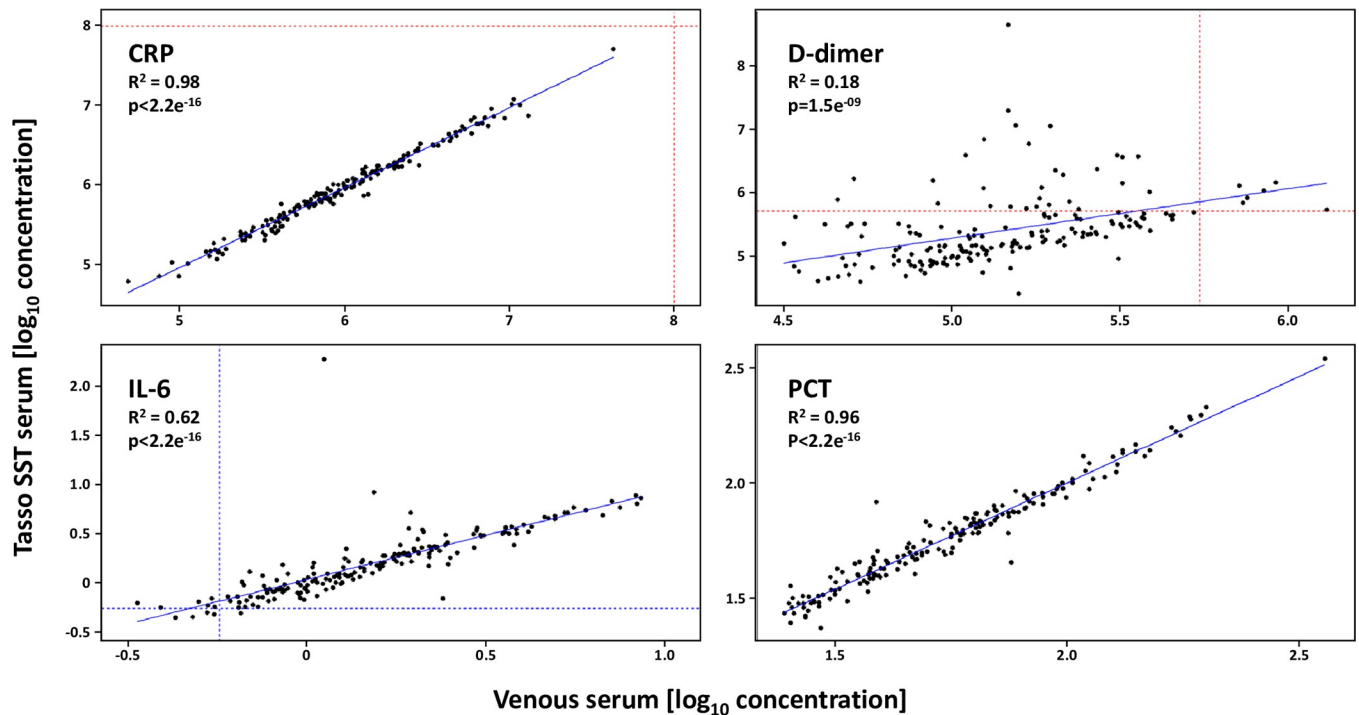 Tasso SST serum [log10 concentration]
CRP
R² = 0.98
p<2.2e⁻¹⁶
8
7
6
5
5
6
7
8
D-dimer
R² = 0.18
p=1.5e⁻⁰⁹
8
7
6
5
4.5
5.0
5.5
6.0
IL-6
R² = 0.62
p<2.2e⁻¹⁶
2.0
1.5
1.0
0.5
0
-0.5
-0.5
0
0.5
1.0
PCT
R² = 0.96
P<2.2e⁻¹⁶
2.5
2.0
1.5
1.5
2.0
2.5
Venous serum [log₁₀ concentration]